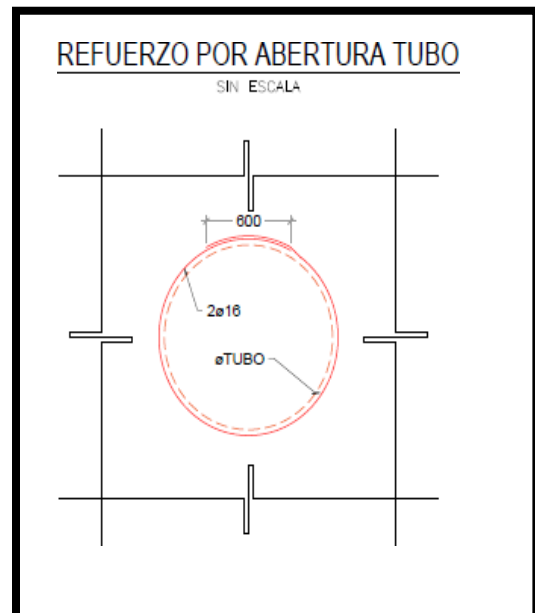 REFUERZO POR ABERTURA TUBO
SIN ESCALA
600
2ø16
øTUBO